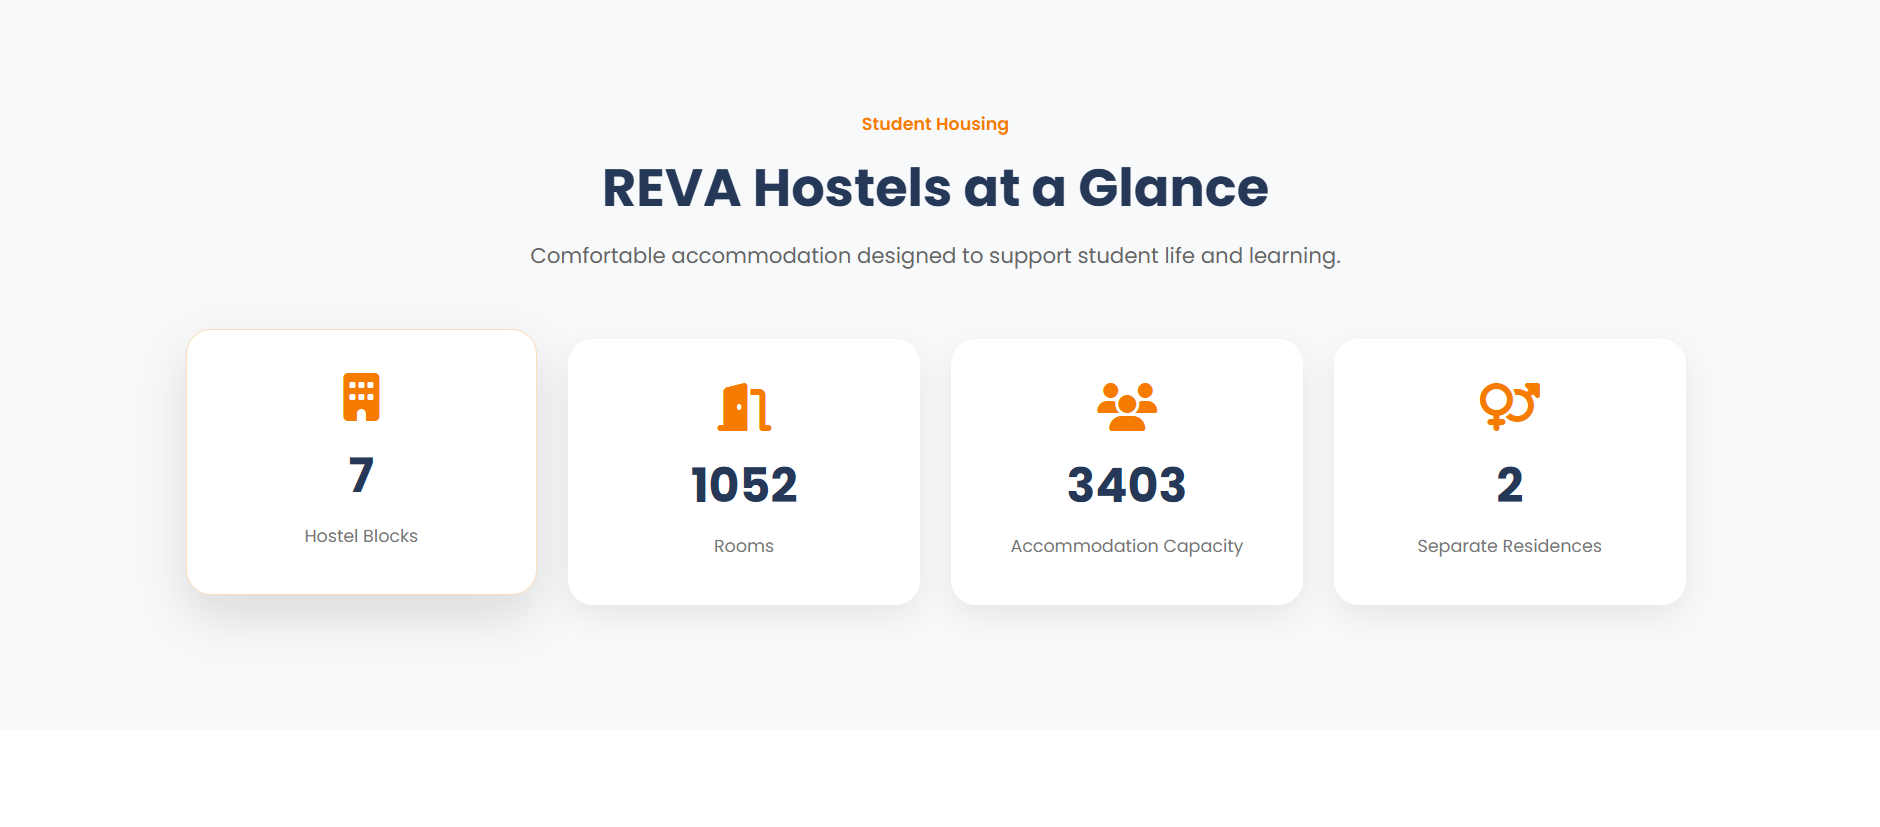 Student Housing
REVA Hostels at a Glance
Comfortable accommodation designed to support student life and learning.
7
Hostel Blocks
1052
Rooms
3403
Accommodation Capacity
2
Separate Residences